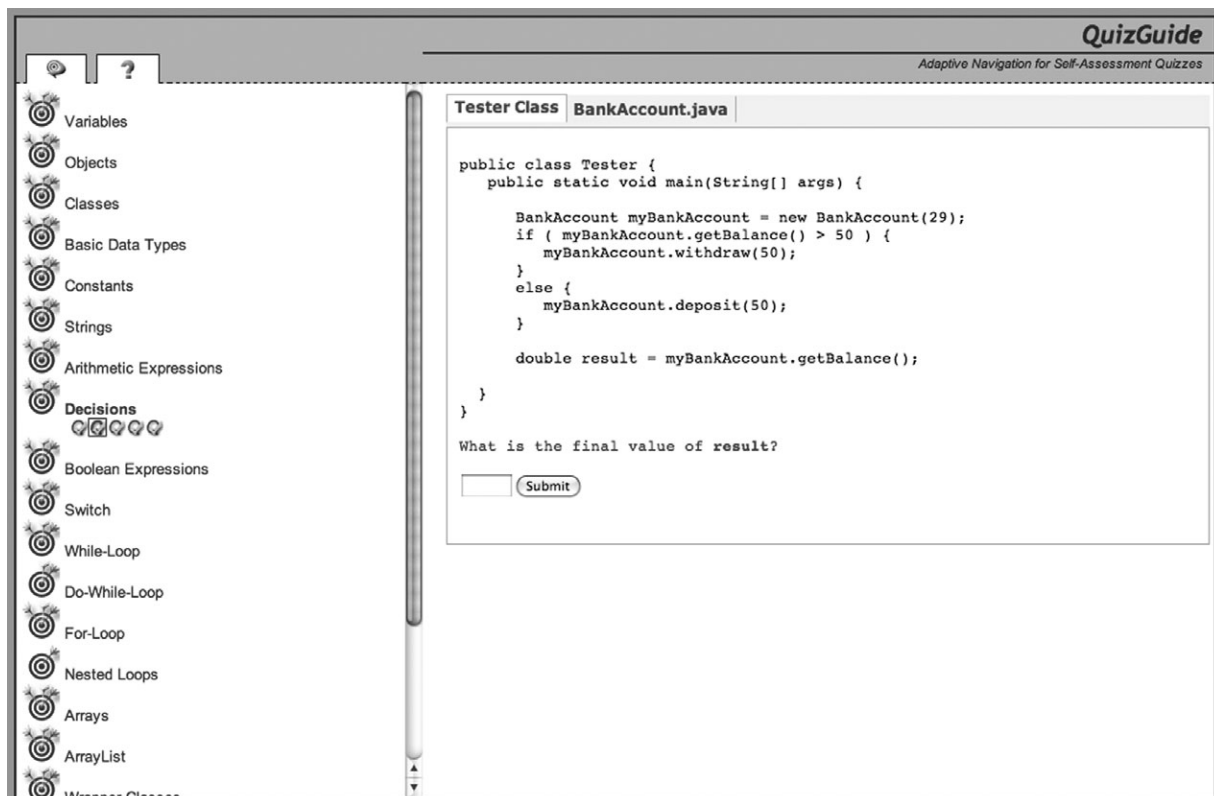 QuizGuide
Adaptive Navigation for Self-Assessment Quizzes
?
Variables
Objects
Classes
Basic Data Types
Constants
Strings
Arithmetic Expressions
Decisions
Boolean Expressions
Switch
While-Loop
Do-While-Loop
For-Loop
Nested Loops
Arrays
ArrayList
Wrapper Classes
Tester Class
BankAccount.java
public class Tester {
public static void main(String[] args) {
BankAccount myBankAccount = new BankAccount(29);
if ( myBankAccount.getBalance() > 50 ) {
myBankAccount.withdraw(50);
}
else {
myBankAccount.deposit(50);
}
double result = myBankAccount.getBalance();
}
}
What is the final value of result?
Submit